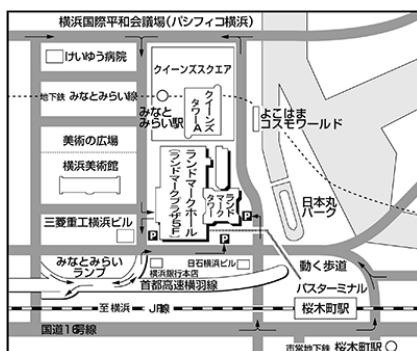 横浜国際平和会議場(パシフィコ横浜)
けいゆう病院
クイーンズスクエア
地下鉄 みなとみらい線
みなと
みらい駅
クイーンズ
タワーA
よこはま
コスモワールド
美術の広場
横浜美術館
ランドマークホール
(ランドマークプラザ5F)
ランド
マーク
タワー
日本丸
パーク
三菱重工横浜ビル
P
P
P
みなとみらい
ランプ
横浜銀行本店
日石横浜ビル
動く歩道
バスターミナル
首都高速横羽線
桜木町駅
至横浜 JR線
国道16号線
市営地下鉄 桜木町駅